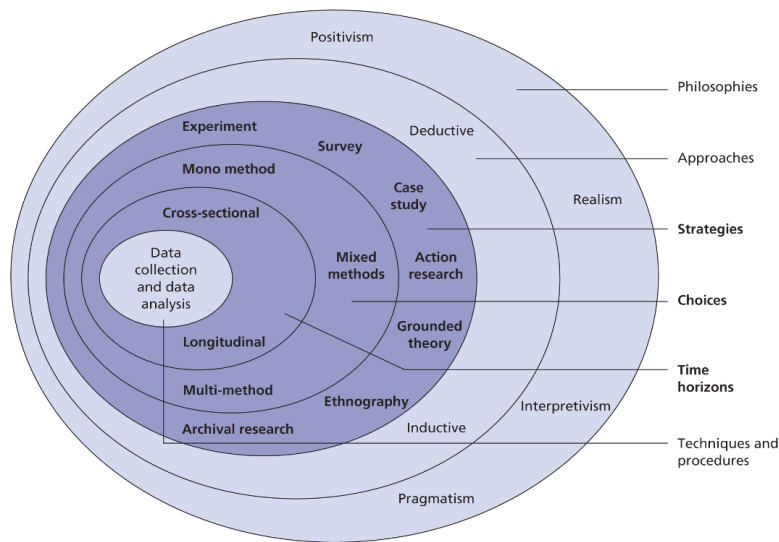 Positivism
Philosophies
Deductive
Experiment
Survey
Approaches
Mono method
Case
study
Realism
Cross-sectional
Strategies
Data
collection
and data
analysis
Mixed
methods
Action
research
Choices
Grounded
theory
Longitudinal
Time
horizons
Multi-method
Ethnography
Interpretivism
Archival research
Inductive
Techniques and
procedures
Pragmatism